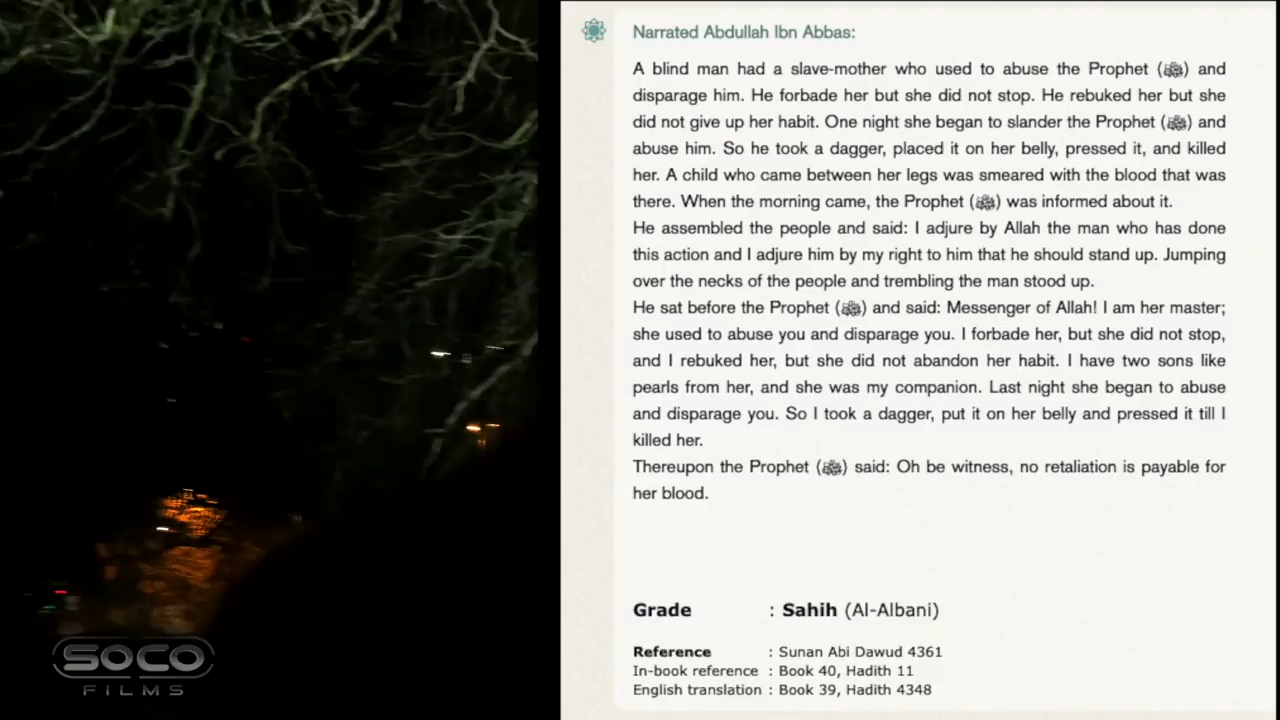 Narrated Abdullah Ibn Abbas:
A blind man had a slave-mother who used to abuse the Prophet (ﷺ) and
disparage him. He forbade her but she did not stop. He rebuked her but she
did not give up her habit. One night she began to slander the Prophet (ﷺ) and
abuse him. So he took a dagger, placed it on her belly, pressed it, and killed
her. A child who came between her legs was smeared with the blood that was
there. When the morning came, the Prophet (ﷺ) was informed about it.
He assembled the people and said: I adjure by Allah the man who has done
this action and I adjure him by my right to him that he should stand up. Jumping
over the necks of the people and trembling the man stood up.
He sat before the Prophet (ﷺ) and said: Messenger of Allah! I am her master;
she used to abuse you and disparage you. I forbade her, but she did not stop,
and I rebuked her, but she did not abandon her habit. I have two sons like
pearls from her, and she was my companion. Last night she began to abuse
and disparage you. So I took a dagger, put it on her belly and pressed it till I
killed her.
Thereupon the Prophet (ﷺ) said: Oh be witness, no retaliation is payable for
her blood.
Grade : Sahih (Al-Albani)
Reference : Sunan Abi Dawud 4361
In-book reference : Book 40, Hadith 11
English translation : Book 39, Hadith 4348
SOCO
FILMS